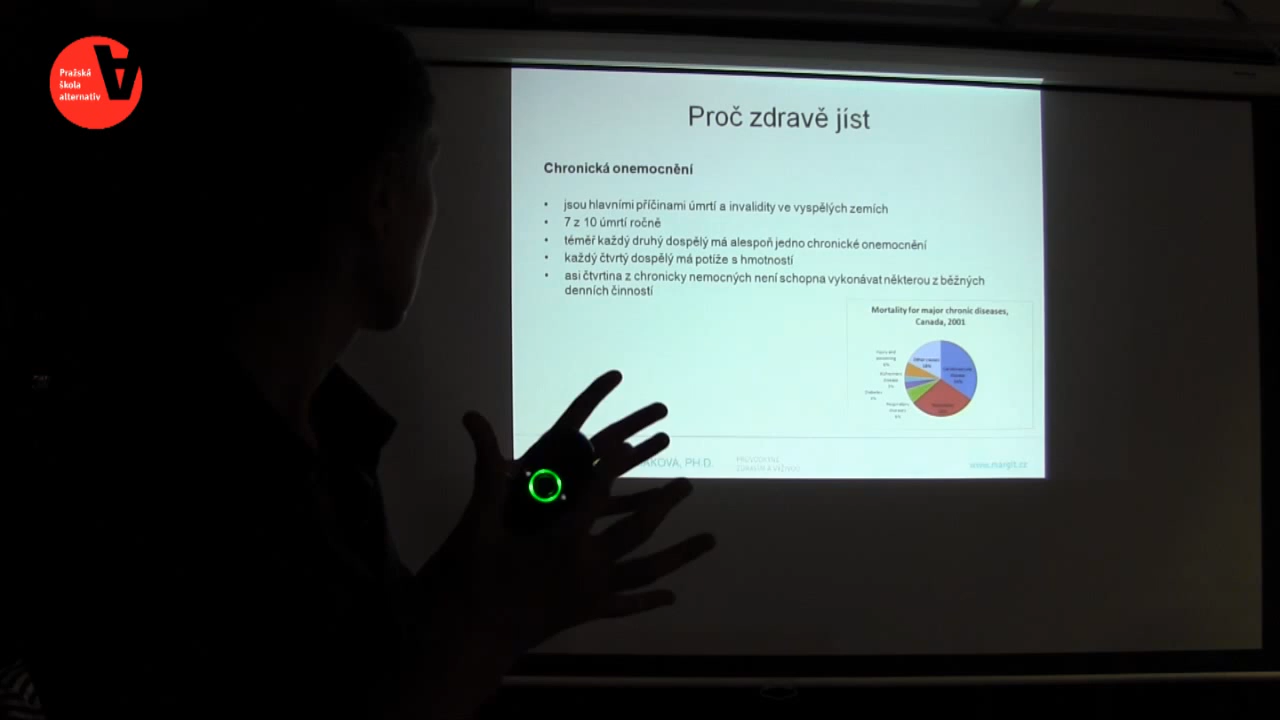 Pražská
škola
alternativ
Proč zdravě jíst
Chronická onemocnění
• jsou hlavními příčinami úmrtí a invalidity ve vyspělých zemích
• 7 z 10 úmrtí ročně
• téměř každý druhý dospělý má alespoň jedno chronické onemocnění
• každý čtvrtý dospělý má potíže s hmotností
• asi čtvrtina z chronicky nemocných není schopna vykonávat některou z běžných
denních činností
Mortality for major chronic diseases,
Canada, 2001
Other causes
ÁKOVÁ, PH.D.
www.margit.cz